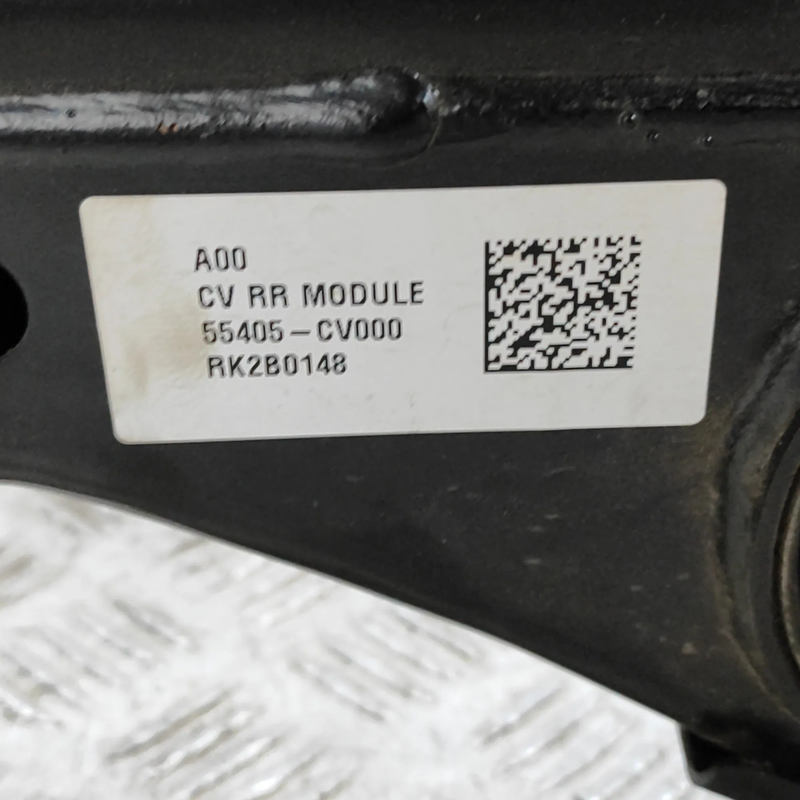 A00
CV RR MODULE
55405-CV000
RK2B0148